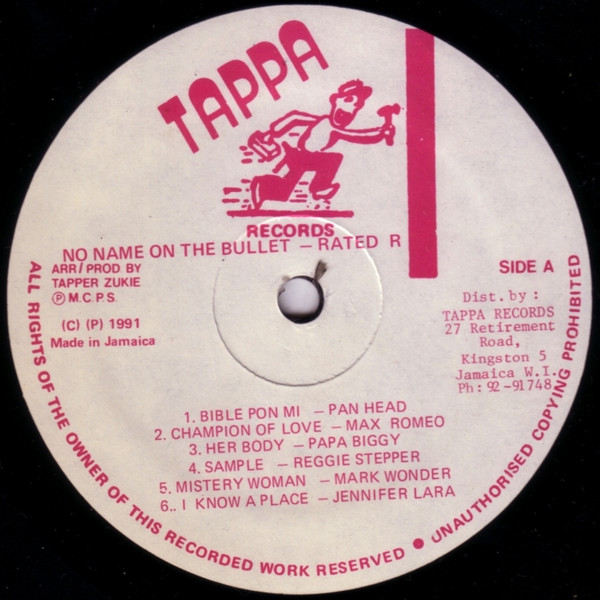 TAPPA
RECORDS
NO NAME ON THE BULLET – RATED R
ARR/PROD BY
TAPPER ZUKIE
Ⓟ M.C.P.S.
(C) (P) 1991
Made in Jamaica
SIDE A
Dist. by :
TAPPA RECORDS
27 Retirement
Road,
Kingston 5
Jamaica W.I.
Ph: 92-91748
1. BIBLE PON MI – PAN HEAD
2. CHAMPION OF LOVE – MAX ROMEO
3. HER BODY – PAPA BIGGY
4. SAMPLE – REGGIE STEPPER
5. MISTERY WOMAN – MARK WONDER
6.. I KNOW A PLACE – JENNIFER LARA
ALL RIGHTS OF THE OWNER OF THIS RECORDED WORK RESERVED ● UNAUTHORISED COPYING PROHIBITED